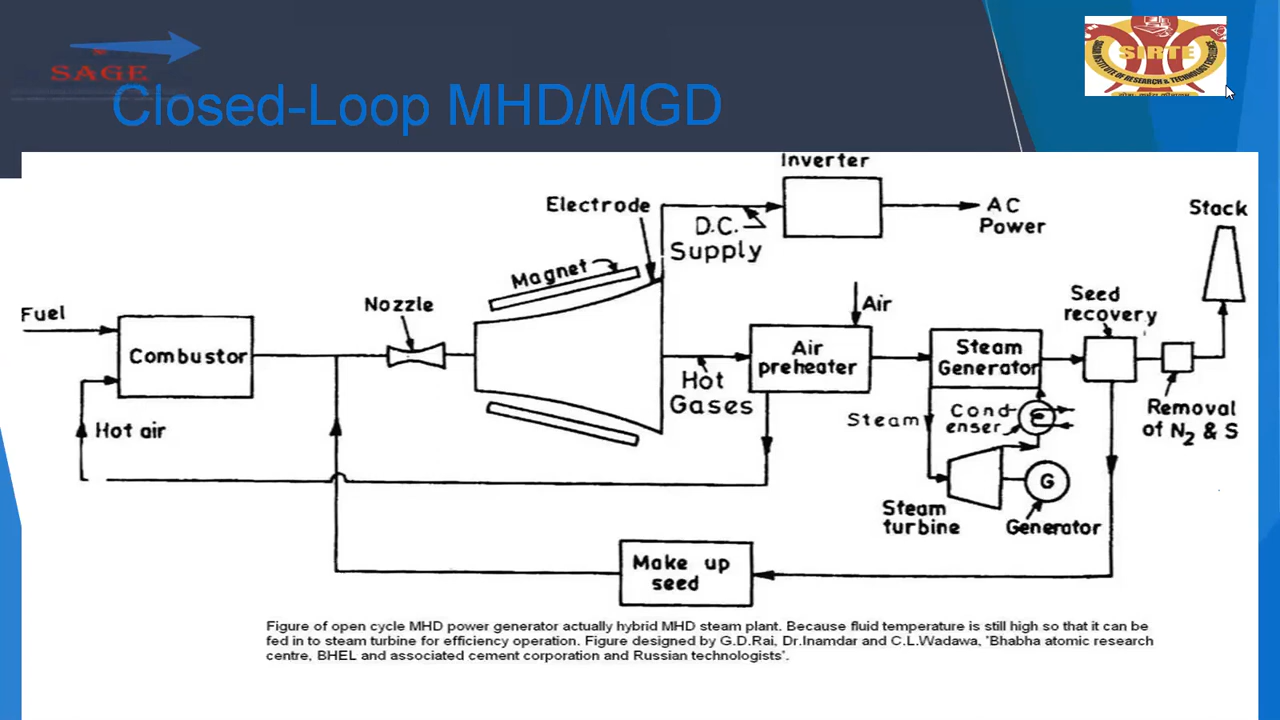 SAGE
SIRTE
Closed-Loop MHD/MGD
Inverter
Electrode
D.C.
Supply
AC
Power
Stack
Magnet
Nozzle
Fuel
Combustor
Hot air
Hot
Gases
Air
Air
preheater
Steam
Generator
Seed
recovery
Removal
of N₂ & S
Steam
Cond-
enser
G
Steam
turbine
Generator
Make up
seed
Figure of open cycle MHD power generator actually hybrid MHD steam plant. Because fluid temperature is still high so that it can be
fed in to steam turbine for efficiency operation. Figure designed by G.D.Rai, Dr.Inamdar and C.L.Wadawa, 'Bhabha atomic research
centre, BHEL and associated cement corporation and Russian technologists'.